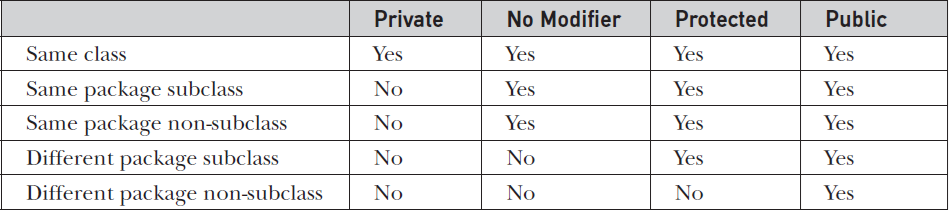 Private No Modifier Protected Public
Same class Yes Yes Yes Yes
Same package subclass No Yes Yes Yes
Same package non-subclass No Yes Yes Yes
Different package subclass No No Yes Yes
Different package non-subclass No No No Yes